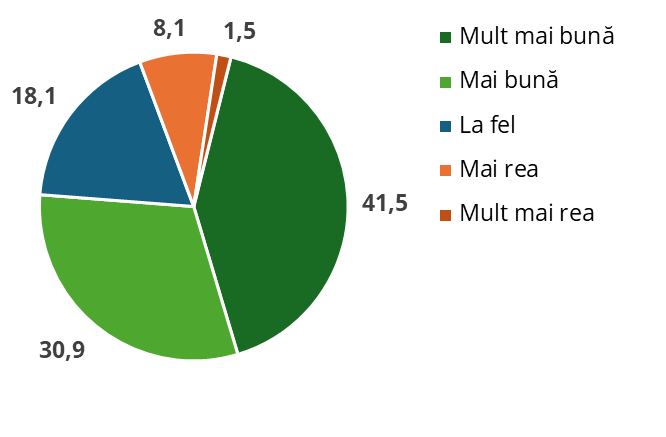 8,1
1,5
18,1
41,5
30,9
Mult mai bună
Mai bună
La fel
Mai rea
Mult mai rea